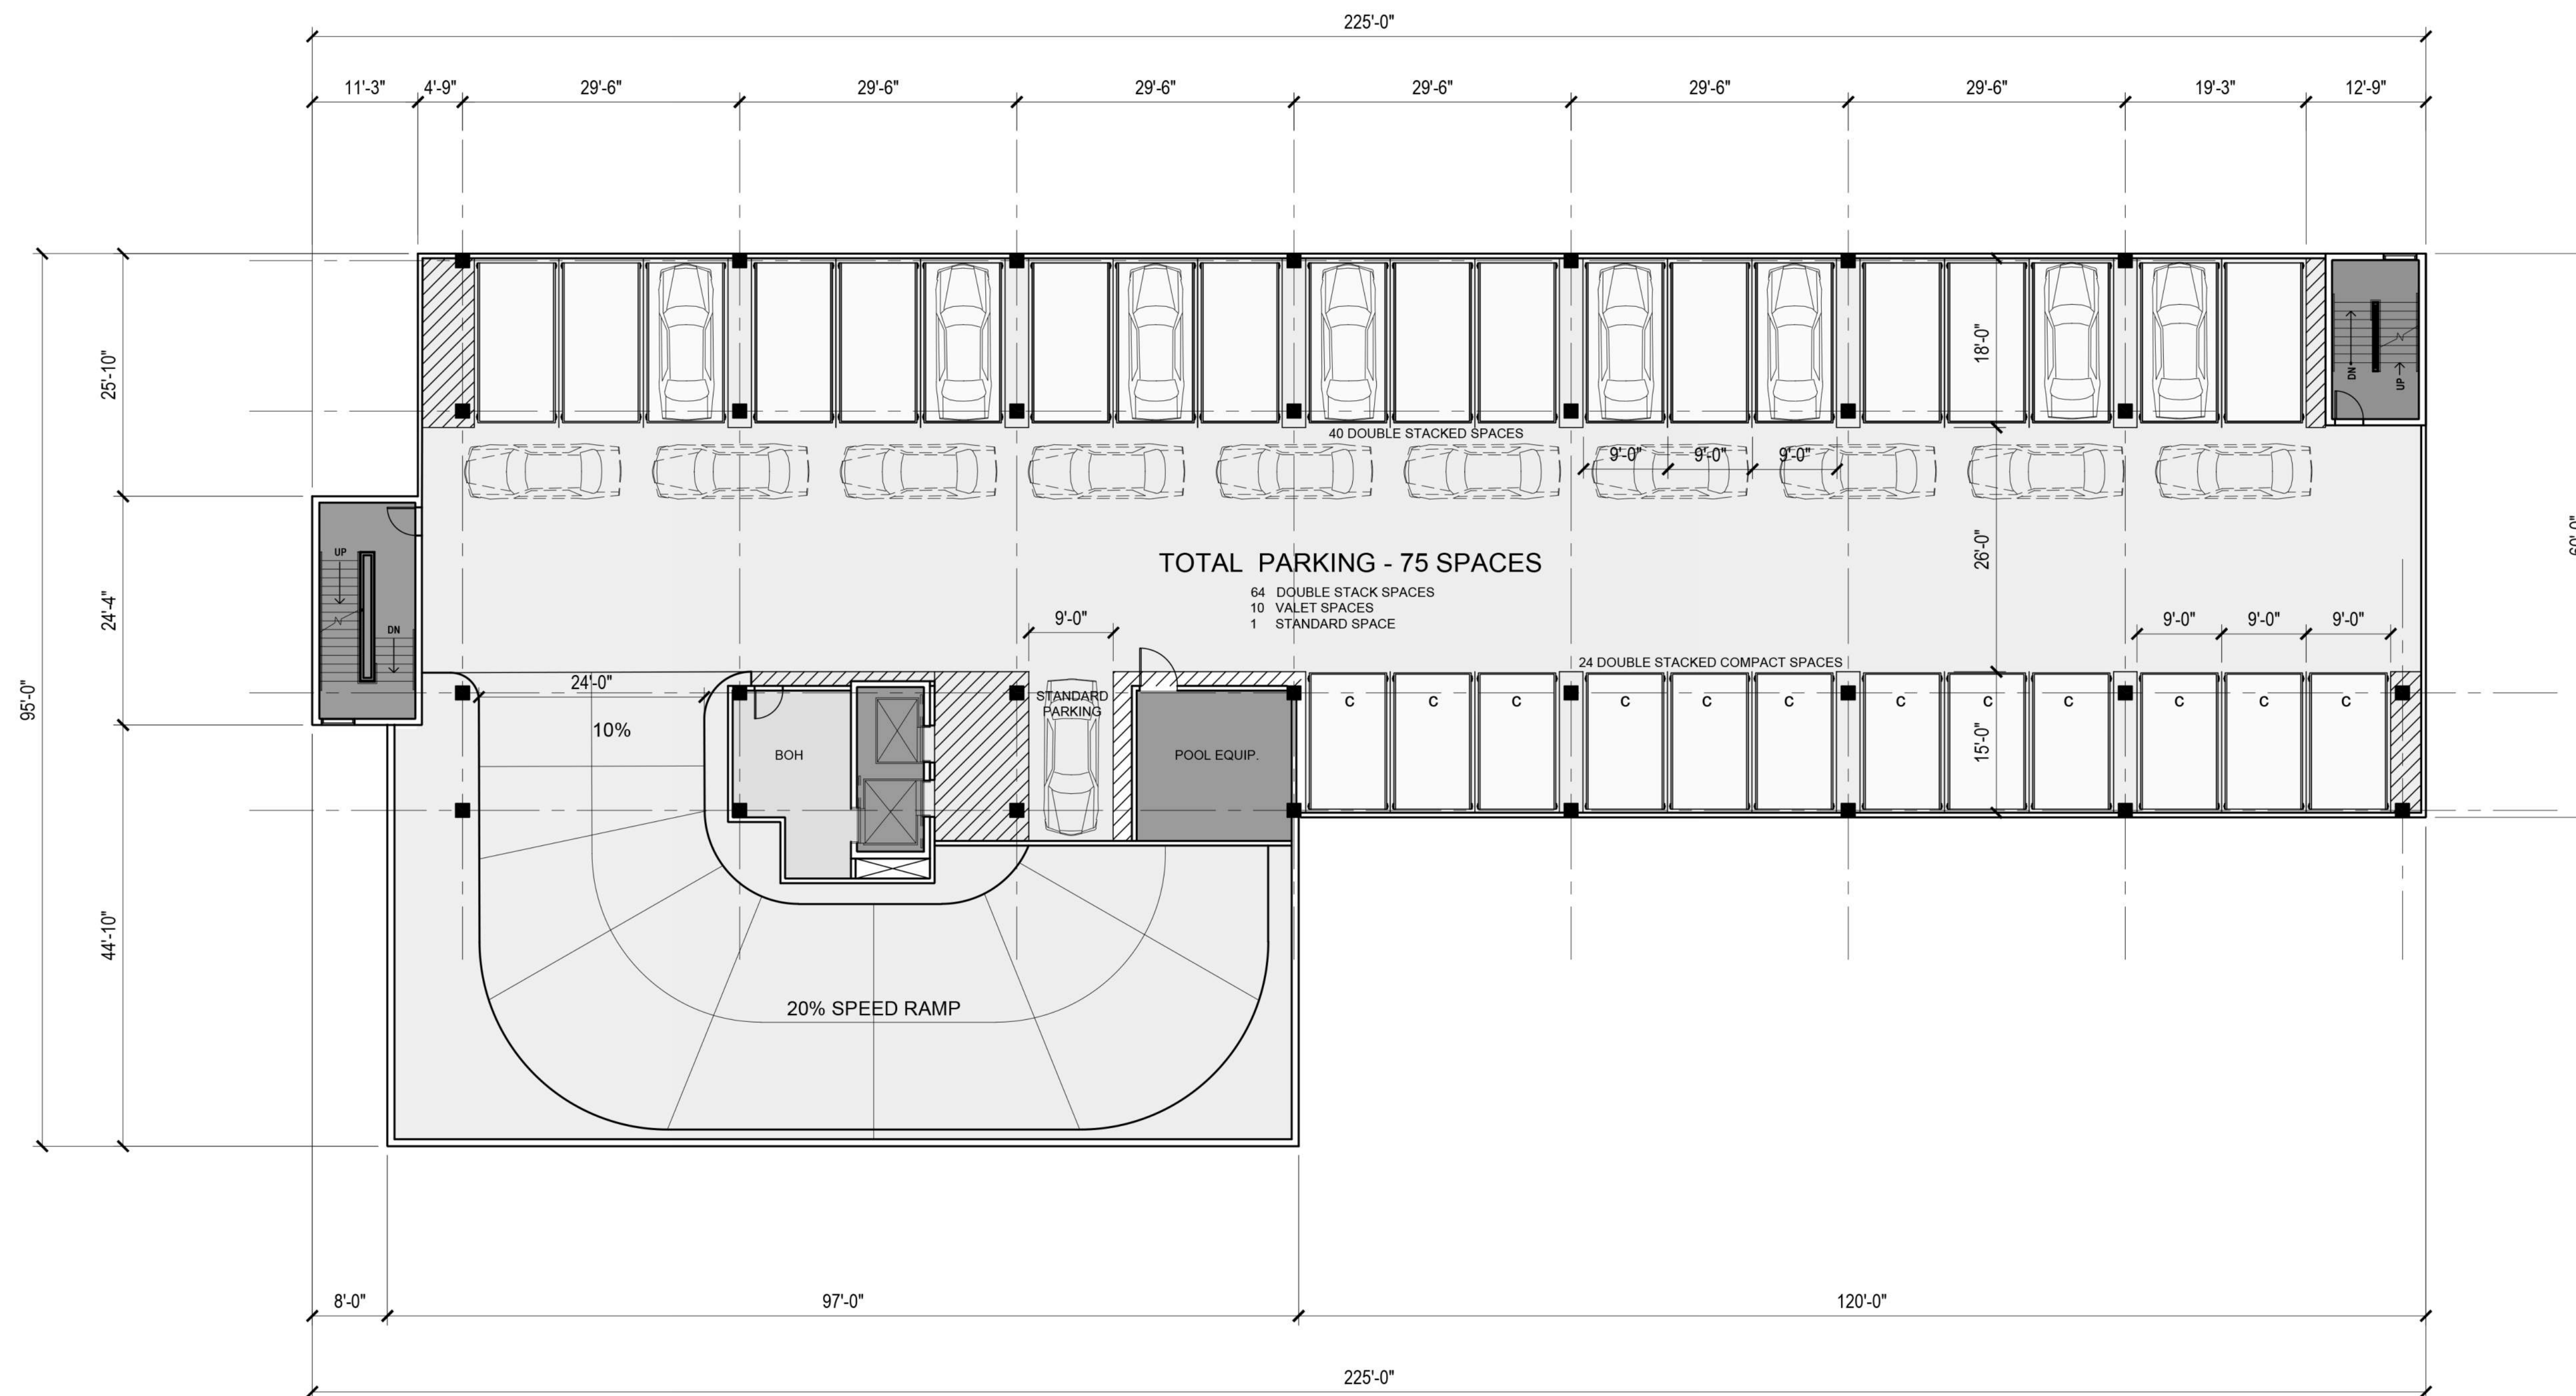 225'-0"
11'-3" 4'-9" 29'-6" 29'-6" 29'-6" 29'-6" 29'-6" 29'-6" 19'-3" 12'-9"
25'-10"
18'-0"
DN
UP
40 DOUBLE STACKED SPACES
9'-0" 9'-0" 9'-0"
60'-0"
UP
DN
24'-4"
26'-0"
TOTAL PARKING - 75 SPACES
64 DOUBLE STACK SPACES
10 VALET SPACES
1 STANDARD SPACE
9'-0"
9'-0" 9'-0" 9'-0"
24 DOUBLE STACKED COMPACT SPACES
95'-0"
24'-0"
10%
STANDARD
PARKING
C C C C C C C C C C C C
BOH
POOL EQUIP.
15'-0"
44'-10"
20% SPEED RAMP
8'-0" 97'-0" 120'-0"
225'-0"